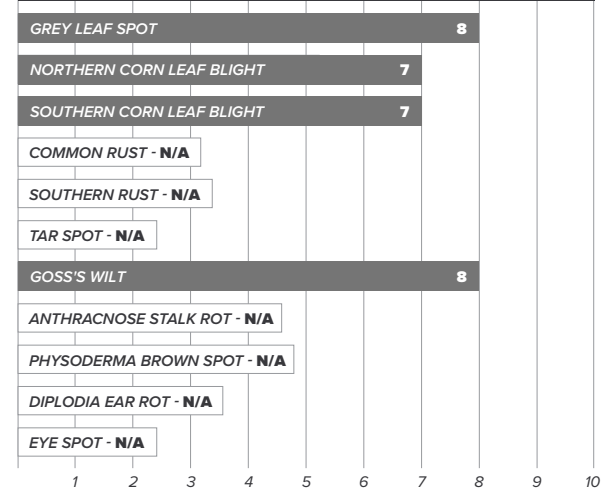 GREY LEAF SPOT 8
NORTHERN CORN LEAF BLIGHT 7
SOUTHERN CORN LEAF BLIGHT 7
COMMON RUST - N/A
SOUTHERN RUST - N/A
TAR SPOT - N/A
GOSS'S WILT 8
ANTHRACNOSE STALK ROT - N/A
PHYSODERMA BROWN SPOT - N/A
DIPLODIA EAR ROT - N/A
EYE SPOT - N/A
1 2 3 4 5 6 7 8 9 10